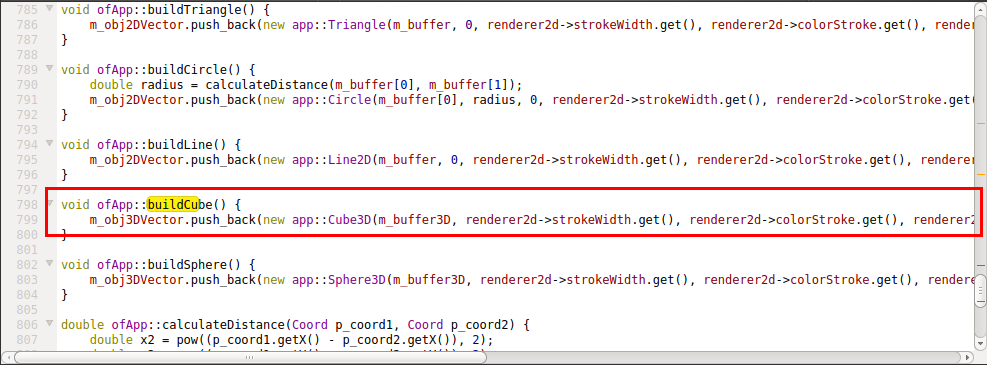 785 void ofApp::buildTriangle() {
786 m_obj2DVector.push_back(new app::Triangle(m_buffer, 0, renderer2d->strokeWidth.get(), renderer2d->colorStroke.get(), render
787 }
788
789 void ofApp::buildCircle() {
790 double radius = calculateDistance(m_buffer[0], m_buffer[1]);
791 m_obj2DVector.push_back(new app::Circle(m_buffer[0], radius, 0, renderer2d->strokeWidth.get(), renderer2d->colorStroke.get(
792 }
793
794 void ofApp::buildLine() {
795 m_obj2DVector.push_back(new app::Line2D(m_buffer, 0, renderer2d->strokeWidth.get(), renderer2d->colorStroke.get(), renderer
796 }
797
798 void ofApp::buildCube() {
799 m_obj3DVector.push_back(new app::Cube3D(m_buffer3D, renderer2d->strokeWidth.get(), renderer2d->colorStroke.get(), renderer2
800 }
801
802 void ofApp::buildSphere() {
803 m_obj3DVector.push_back(new app::Sphere3D(m_buffer3D, renderer2d->strokeWidth.get(), renderer2d->colorStroke.get(), rendere
804 }
805
806 double ofApp::calculateDistance(Coord p_coord1, Coord p_coord2) {
807 double x2 = pow((p_coord1.getX() - p_coord2.getX()), 2);